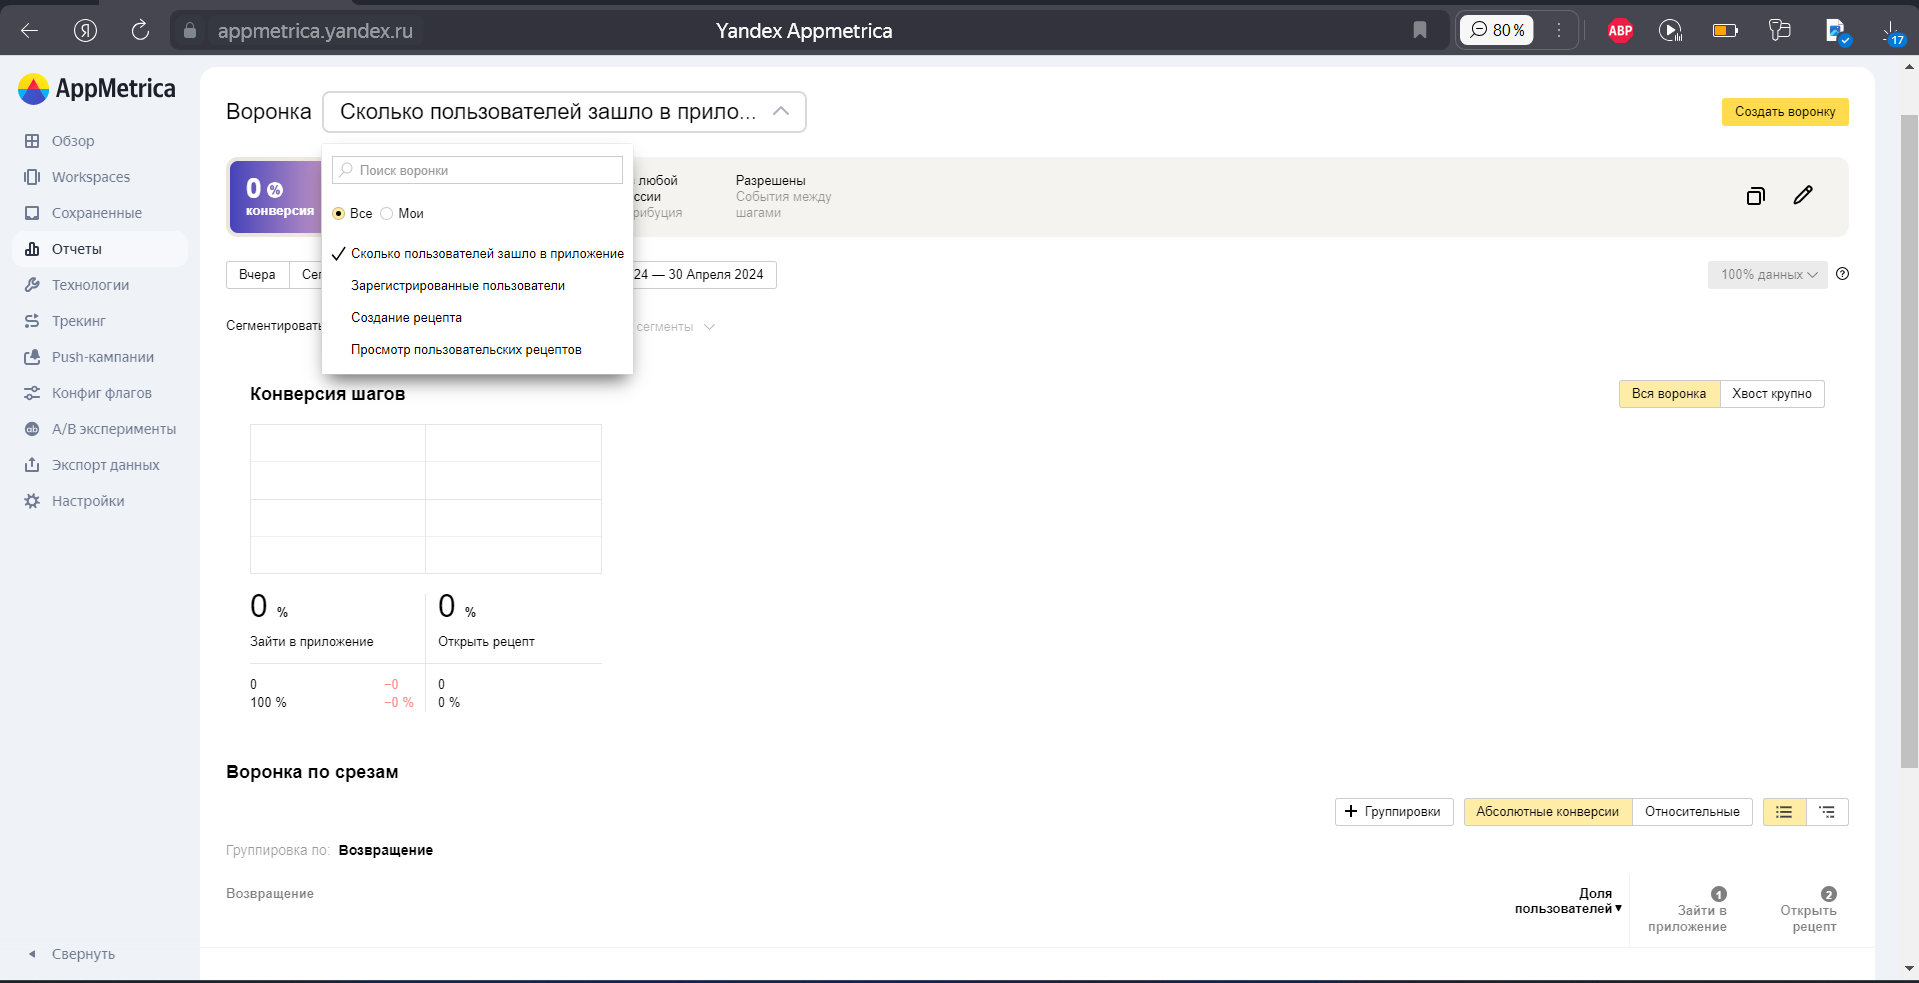 appmetrica.yandex.ru
Yandex Appmetrica
80 %
ABP
17
AppMetrica
Обзор
Workspaces
Сохраненные
Отчеты
Технологии
Трекинг
Push-кампании
Конфиг флагов
A/B эксперименты
Экспорт данных
Настройки
Свернуть
Воронка
Сколько пользователей зашло в прило...
Создать воронку
Поиск воронки
Все
Мои
Сколько пользователей зашло в приложение
Зарегистрированные пользователи
Создание рецепта
Просмотр пользовательских рецептов
0 %
конверсия
любой
ссии
рибуция
Разрешены
События между
шагами
Вчера
Сег
24 — 30 Апреля 2024
100% данных
Сегментировать
сегменты
Конверсия шагов
Вся воронка
Хвост крупно
0 %
Зайти в приложение
0 %
Открыть рецепт
0
−0
0
100 %
−0 %
0 %
Воронка по срезам
Группировки
Абсолютные конверсии
Относительные
Группировка по: Возвращение
Возвращение
Доля
пользователей
1
Зайти в
приложение
2
Открыть
рецепт